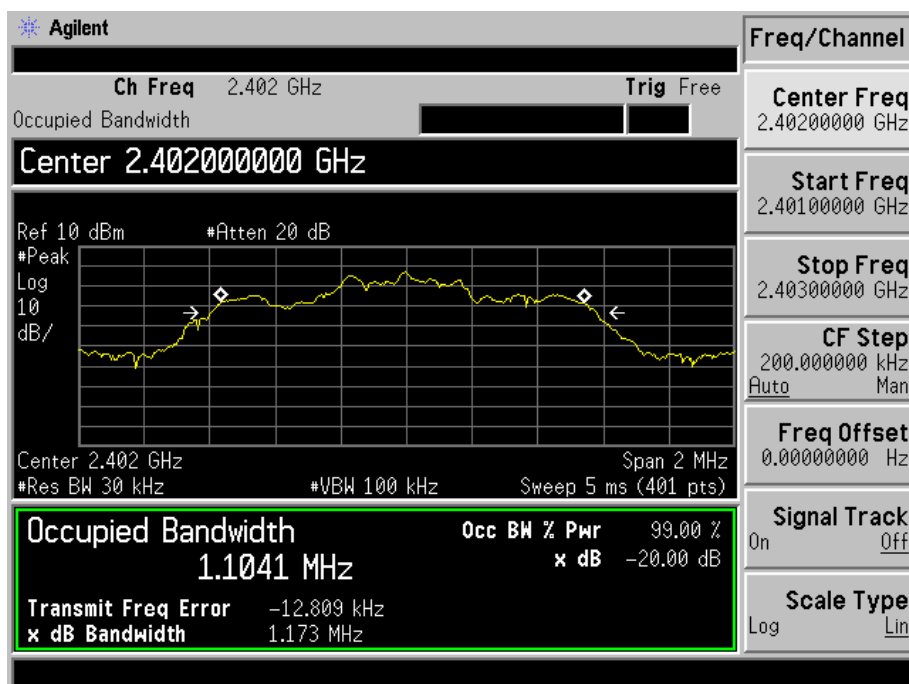 Agilent
Freq/Channel
Ch Freq 2.402 GHz Trig Free
Occupied Bandwidth
Center 2.402000000 GHz
Ref 10 dBm #Atten 20 dB
#Peak
Log
10
dB/
Center 2.402 GHz Span 2 MHz
#Res BW 30 kHz #VBW 100 kHz Sweep 5 ms (401 pts)
Occupied Bandwidth Occ BW % Pwr 99.00 %
1.1041 MHz x dB -20.00 dB
Transmit Freq Error -12.809 kHz
x dB Bandwidth 1.173 MHz
Center Freq
2.40200000 GHz
Start Freq
2.40100000 GHz
Stop Freq
2.40300000 GHz
CF Step
200.000000 kHz
Auto Man
Freq Offset
0.00000000 Hz
Signal Track
On Off
Scale Type
Log Lin